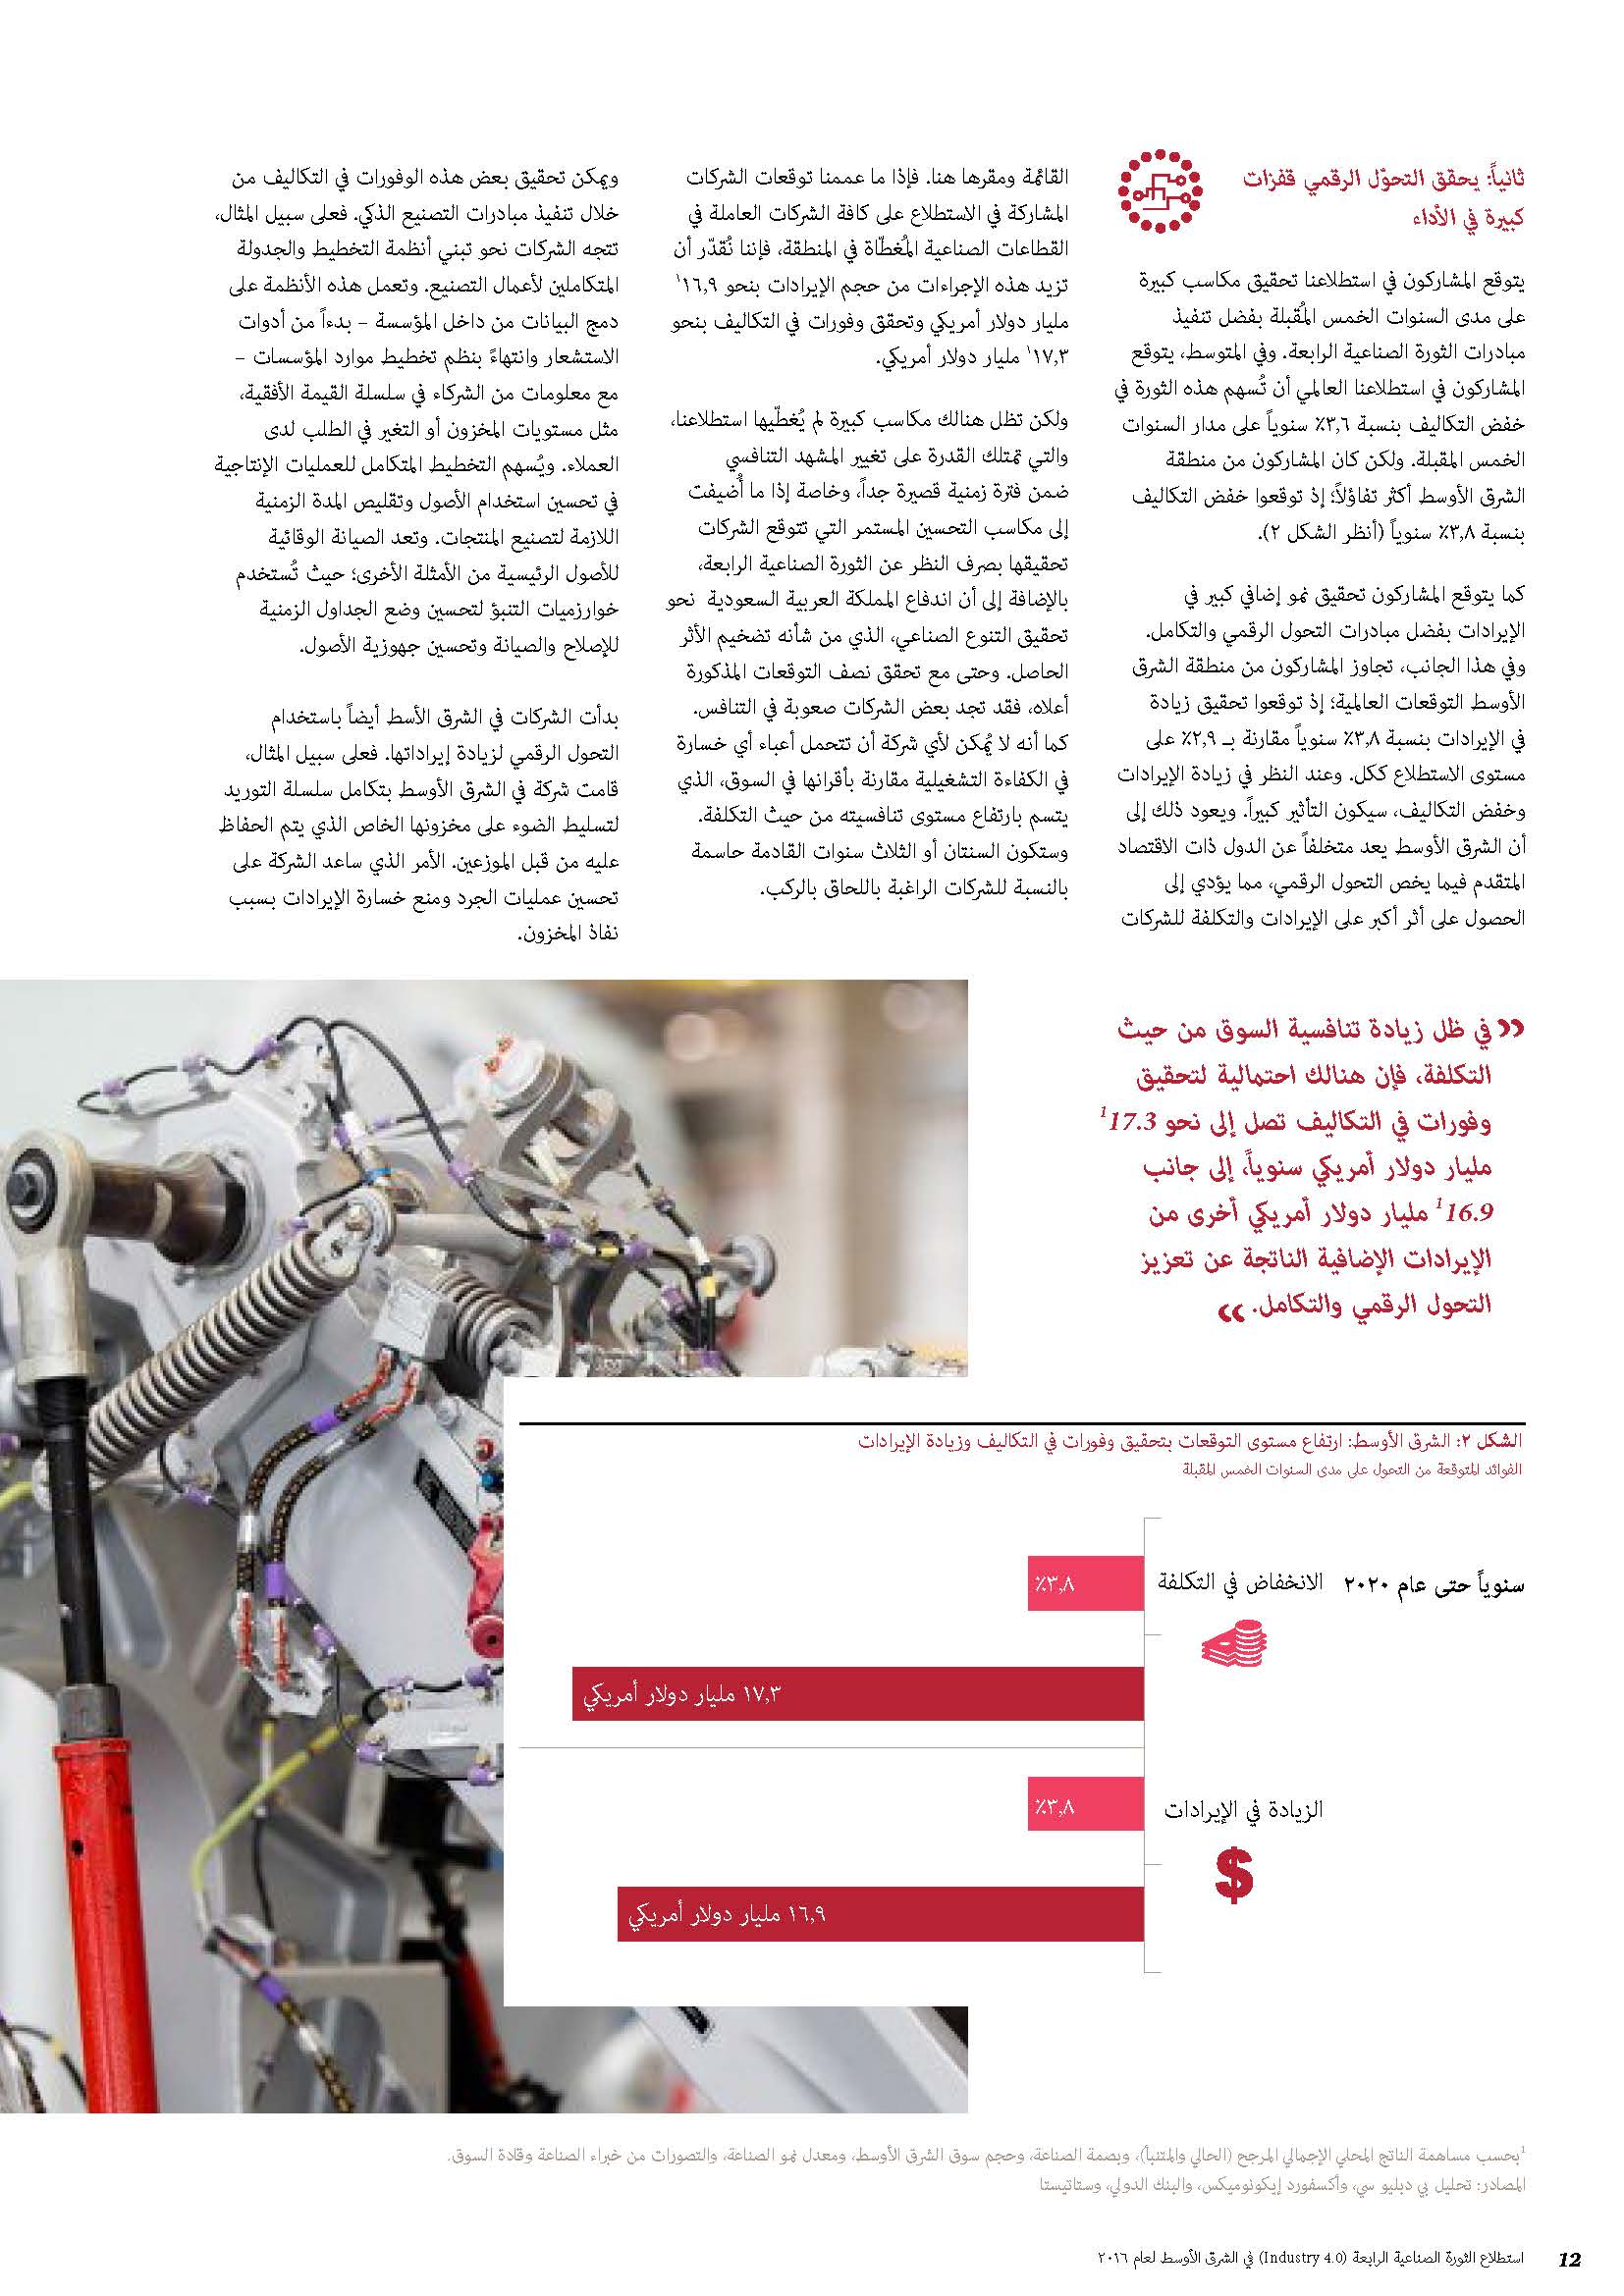 ثانياً: يحقق التحوّل الرقمي قفزات
كبيرة في الأداء
يتوقع المشاركون في استطلاعنا تحقيق مكاسب كبيرة
على مدى السنوات الخمس المُقبلة بفضل تنفيذ
مبادرات الثورة الصناعية الرابعة. وفي المتوسط، يتوقع
المشاركون في استطلاعنا العالمي أن تُسهم هذه الثورة في
خفض التكاليف بنسبة ٣,٦٪ سنوياً على مدار السنوات
الخمس المقبلة. ولكن كان المشاركون من منطقة
الشرق الأوسط أكثر تفاؤلاً؛ إذ توقعوا خفض التكاليف
بنسبة ٣,٨٪ سنوياً (أنظر الشكل ٢).
كما يتوقع المشاركون تحقيق نمو إضافي كبير في
الإيرادات بفضل مبادرات التحول الرقمي والتكامل.
وفي هذا الجانب، تجاوز المشاركون من منطقة الشرق
الأوسط التوقعات العالمية؛ إذ توقعوا تحقيق زيادة
في الإيرادات بنسبة ٣,٨٪ سنوياً مقارنة بـ ٢,٩٪ على
مستوى الاستطلاع ككل. وعند النظر في زيادة الإيرادات
وخفض التكاليف، سيكون التأثير كبيراً. ويعود ذلك إلى
أن الشرق الأوسط يعد متخلفاً عن الدول ذات الاقتصاد
المتقدم فيما يخص التحول الرقمي، مما يؤدي إلى
الحصول على أثر أكبر على الإيرادات والتكلفة للشركات
القائمة ومقرها هنا. فإذا ما عممنا توقعات الشركات
المشاركة في الاستطلاع على كافة الشركات العاملة في
القطاعات الصناعية المُغطّاة في المنطقة، فإننا نُقدّر أن
تزيد هذه الإجراءات من حجم الإيرادات بنحو ١٦,٩¹
مليار دولار أمريكي وتحقق وفورات في التكاليف بنحو
١٧,٣¹ مليار دولار أمريكي.
ولكن تظل هنالك مكاسب كبيرة لم يُغطّيها استطلاعنا،
والتي تمتلك القدرة على تغيير المشهد التنافسي
ضمن فترة زمنية قصيرة جداً، وخاصة إذا ما أُضيفت
إلى مكاسب التحسين المستمر التي تتوقع الشركات
تحقيقها بصرف النظر عن الثورة الصناعية الرابعة،
بالإضافة إلى أن اندفاع المملكة العربية السعودية نحو
تحقيق التنوع الصناعي، الذي من شأنه تضخيم الأثر
الحاصل. وحتى مع تحقق نصف التوقعات المذكورة
أعلاه، فقد تجد بعض الشركات صعوبة في التنافس.
كما أنه لا يُمكن لأي شركة أن تتحمل أعباء أي خسارة
في الكفاءة التشغيلية مقارنة بأقرانها في السوق، الذي
يتسم بارتفاع مستوى تنافسيته من حيث التكلفة.
وستكون السنتان أو الثلاث سنوات القادمة حاسمة
بالنسبة للشركات الراغبة باللحاق بالركب.
ويمكن تحقيق بعض هذه الوفورات في التكاليف من
خلال تنفيذ مبادرات التصنيع الذكي. فعلى سبيل المثال،
تتجه الشركات نحو تبني أنظمة التخطيط والجدولة
المتكاملين لأعمال التصنيع. وتعمل هذه الأنظمة على
دمج البيانات من داخل المؤسسة – بدءاً من أدوات
الاستشعار وانتهاءً بنظم تخطيط موارد المؤسسات –
مع معلومات من الشركاء في سلسلة القيمة الأفقية،
مثل مستويات المخزون أو التغير في الطلب لدى
العملاء. ويُسهم التخطيط المتكامل للعمليات الإنتاجية
في تحسين استخدام الأصول وتقليص المدة الزمنية
اللازمة لتصنيع المنتجات. وتعد الصيانة الوقائية
للأصول الرئيسية من الأمثلة الأخرى؛ حيث تُستخدم
خوارزميات التنبؤ لتحسين وضع الجداول الزمنية
للإصلاح والصيانة وتحسين جهوزية الأصول.
بدأت الشركات في الشرق الأسط أيضاً باستخدام
التحول الرقمي لزيادة إيراداتها. فعلى سبيل المثال،
قامت شركة في الشرق الأوسط بتكامل سلسلة التوريد
لتسليط الضوء على مخزونها الخاص الذي يتم الحفاظ
عليه من قبل الموزعين. الأمر الذي ساعد الشركة على
تحسين عمليات الجرد ومنع خسارة الإيرادات بسبب
نفاذ المخزون.
» في ظل زيادة تنافسية السوق من حيث
التكلفة، فإن هنالك احتمالية لتحقيق
وفورات في التكاليف تصل إلى نحو 17.3¹
مليار دولار أمريكي سنوياً، إلى جانب
16.9¹ مليار دولار أمريكي أخرى من
الإيرادات الإضافية الناتجة عن تعزيز
التحول الرقمي والتكامل. «
الشكل ٢: الشرق الأوسط: ارتفاع مستوى التوقعات بتحقيق وفورات في التكاليف وزيادة الإيرادات
الفوائد المتوقعة من التحول على مدى السنوات الخمس المقبلة
سنوياً حتى عام ٢٠٢٠ الانخفاض في التكلفة
٣,٨٪
١٧,٣ مليار دولار أمريكي
الزيادة في الإيرادات
٣,٨٪
$
١٦,٩ مليار دولار أمريكي
¹بحسب مساهمة الناتج المحلي الإجمالي المرجح (الحالي والمتنبأ)، وبصمة الصناعة، وحجم سوق الشرق الأوسط، ومعدل نمو الصناعة، والتصورات من خبراء الصناعة وقادة السوق.
المصادر: تحليل بي دبليو سي، وأكسفورد إيكونوميكس، والبنك الدولي، وستاتيستا
12 استطلاع الثورة الصناعية الرابعة (Industry 4.0) في الشرق الأوسط لعام ٢٠١٦